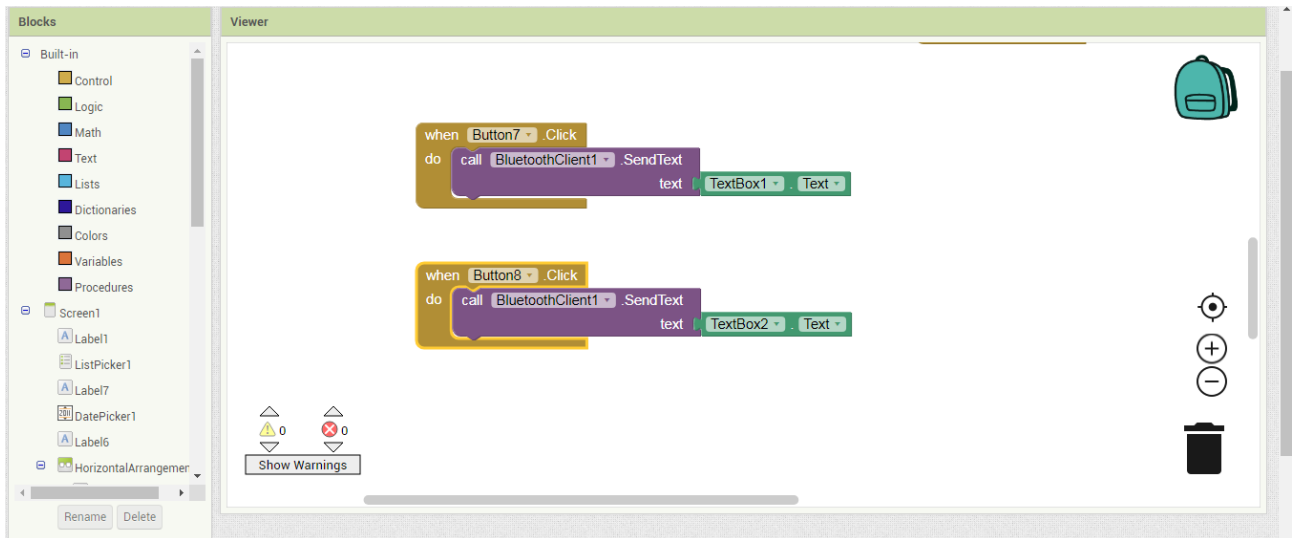 Blocks
Viewer
Built-in
Control
Logic
Math
Text
Lists
Dictionaries
Colors
Variables
Procedures
Screen1
Label1
ListPicker1
Label7
DatePicker1
Label6
HorizontalArrangemen
Rename Delete
when Button7 .Click
do call BluetoothClient1 .SendText
text TextBox1 . Text
when Button8 .Click
do call BluetoothClient1 .SendText
text TextBox2 . Text
0 0
Show Warnings